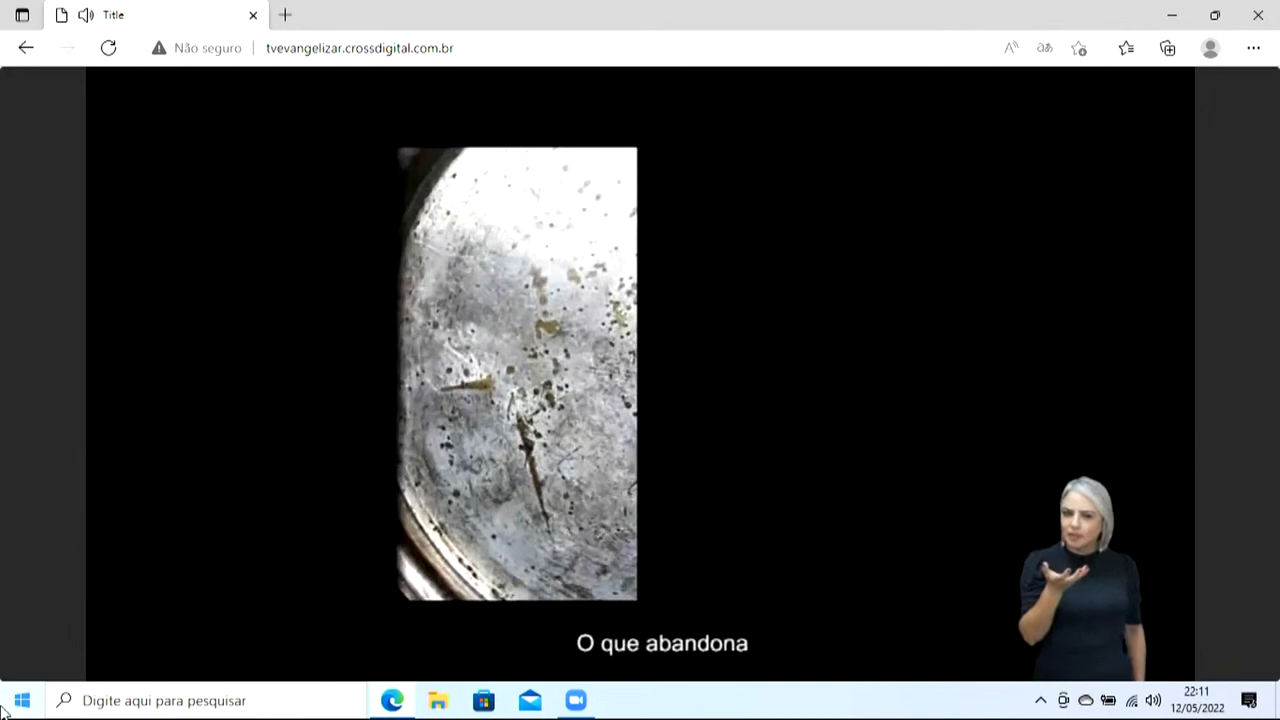 Title
Não seguro
tvevangelizar.crossdigital.com.br
O que abandona
Digite aqui para pesquisar
22:11
12/05/2022